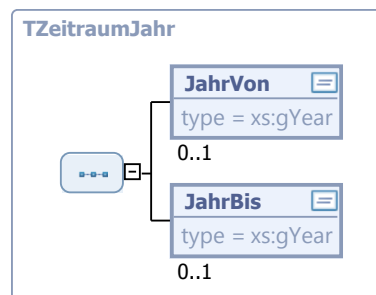 TZeitraumJahr
JahrVon
type = xs:gYear
0..1
JahrBis
type = xs:gYear
0..1